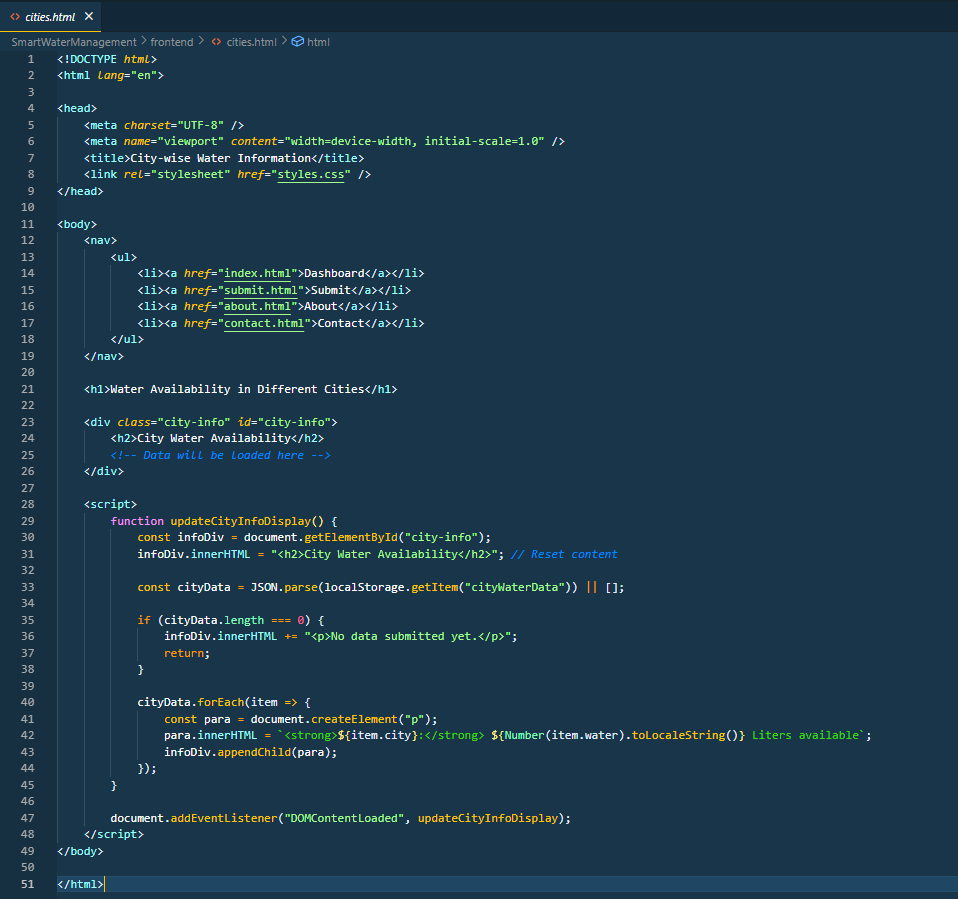 cities.html
SmartWaterManagement > frontend > cities.html > html
1 <!DOCTYPE html>
2 <html lang="en">
3
4 <head>
5     <meta charset="UTF-8" />
6     <meta name="viewport" content="width=device-width, initial-scale=1.0" />
7     <title>City-wise Water Information</title>
8     <link rel="stylesheet" href="styles.css" />
9 </head>
10
11 <body>
12     <nav>
13         <ul>
14             <li><a href="index.html">Dashboard</a></li>
15             <li><a href="submit.html">Submit</a></li>
16             <li><a href="about.html">About</a></li>
17             <li><a href="contact.html">Contact</a></li>
18         </ul>
19     </nav>
20
21     <h1>Water Availability in Different Cities</h1>
22
23     <div class="city-info" id="city-info">
24         <h2>City Water Availability</h2>
25         <!-- Data will be loaded here -->
26     </div>
27
28     <script>
29         function updateCityInfoDisplay() {
30             const infoDiv = document.getElementById("city-info");
31             infoDiv.innerHTML = "<h2>City Water Availability</h2>"; // Reset content
32
33             const cityData = JSON.parse(localStorage.getItem("cityWaterData")) || [];
34
35             if (cityData.length === 0) {
36                 infoDiv.innerHTML += "<p>No data submitted yet.</p>";
37                 return;
38             }
39
40             cityData.forEach(item => {
41                 const para = document.createElement("p");
42                 para.innerHTML = `<strong>${item.city}:</strong> ${Number(item.water).toLocaleString()} Liters available`;
43                 infoDiv.appendChild(para);
44             });
45         }
46
47         document.addEventListener("DOMContentLoaded", updateCityInfoDisplay);
48     </script>
49 </body>
50
51 </html>